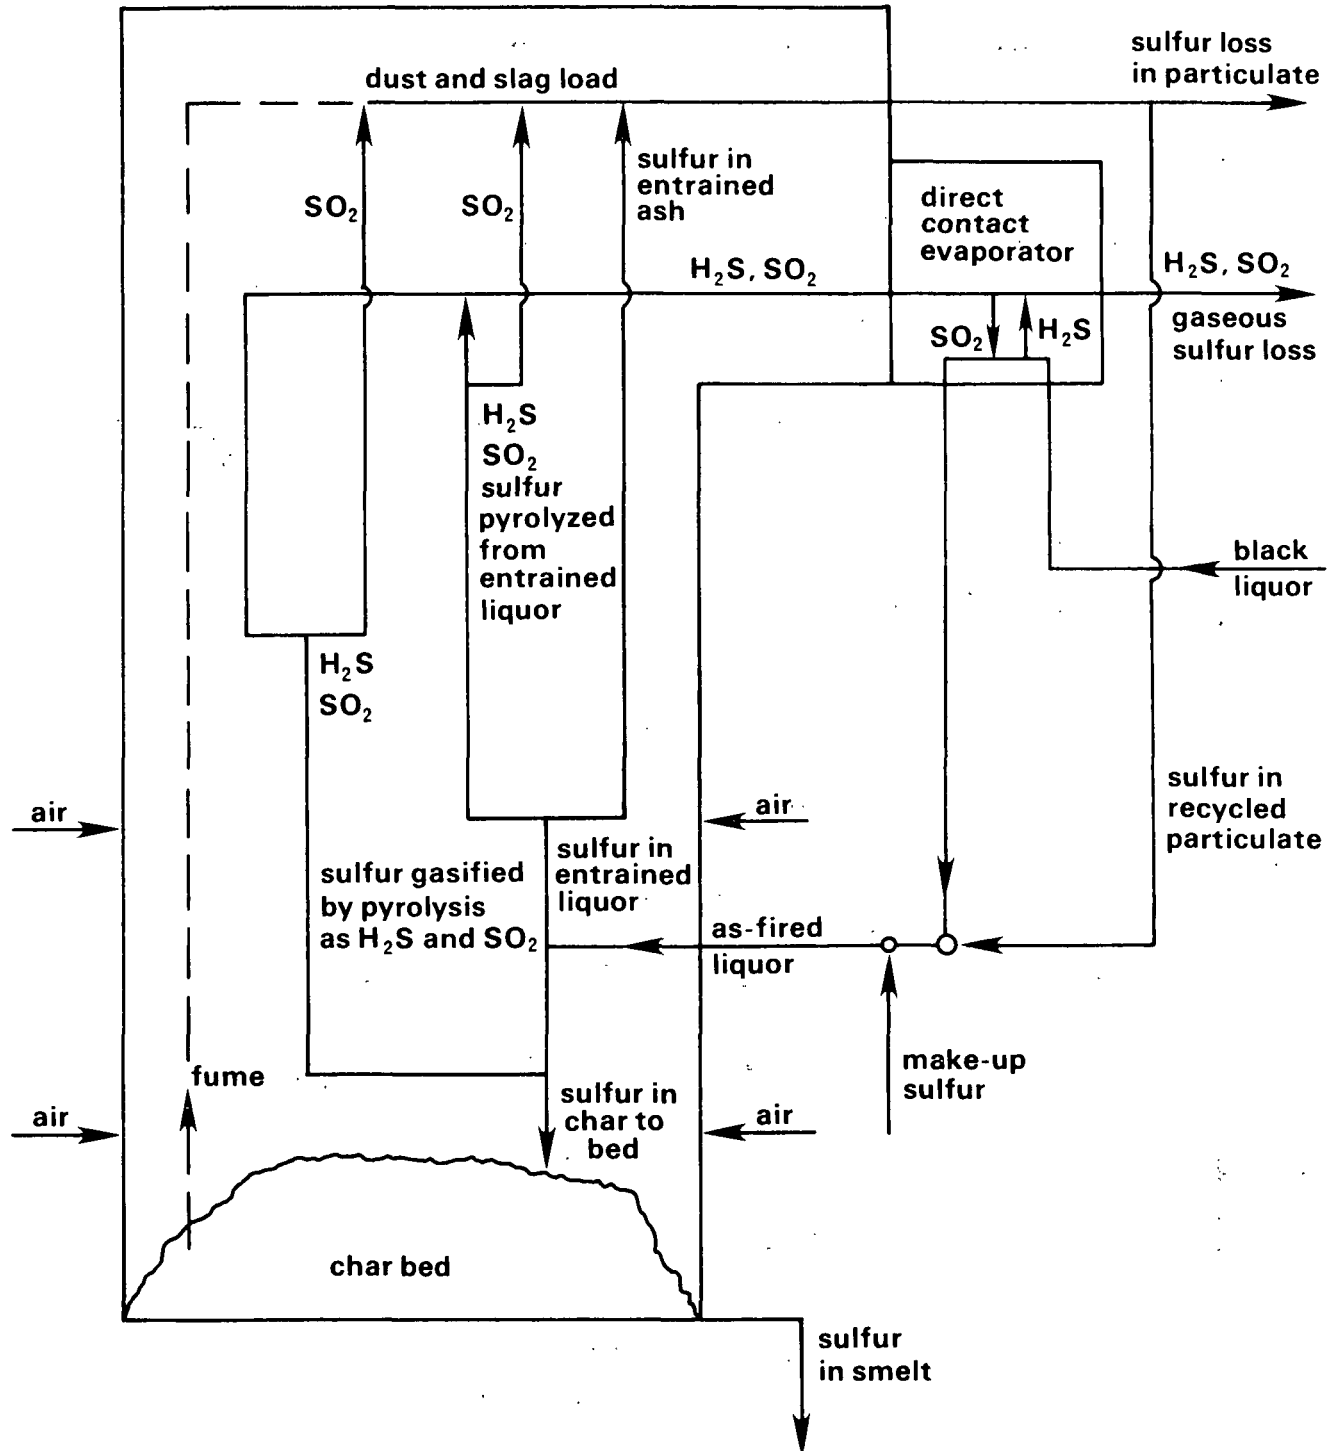 sulfur loss
in particulate
dust and slag load
sulfur in
entrained
ash
SO₂
SO₂
direct
contact
evaporator
H₂S, SO₂
H₂S, SO₂
gaseous
sulfur loss
SO₂
H₂S
H₂S
SO₂
sulfur
pyrolyzed
from
entrained
liquor
black
liquor
H₂S
SO₂
sulfur in
recycled
particulate
air
air
sulfur in
entrained
liquor
sulfur gasified
by pyrolysis
as H₂S and SO₂
as-fired
liquor
make-up
sulfur
fume
sulfur in
char to
bed
air
air
char bed
sulfur
in smelt